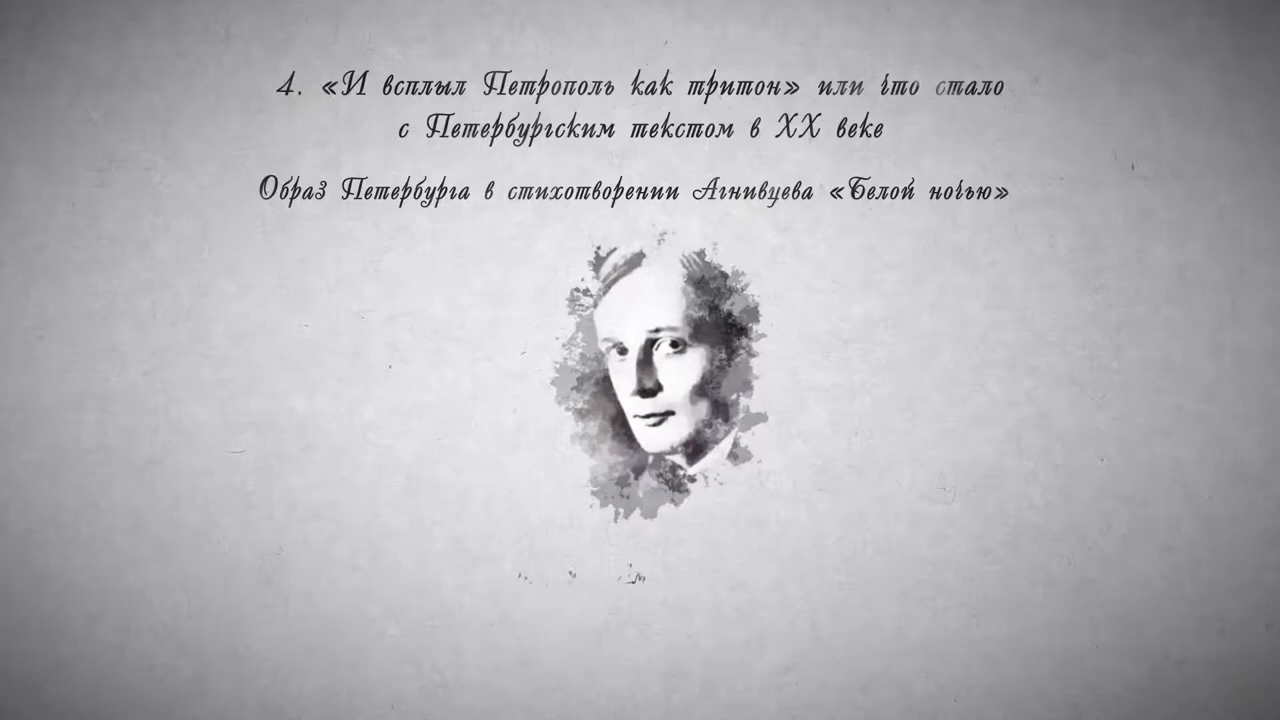 4. «И всплыл Петрополь как тритон» или что стало
с Петербургским текстом в XX веке
Образ Петербурга в стихотворении Агнивцева «Белой ночью»